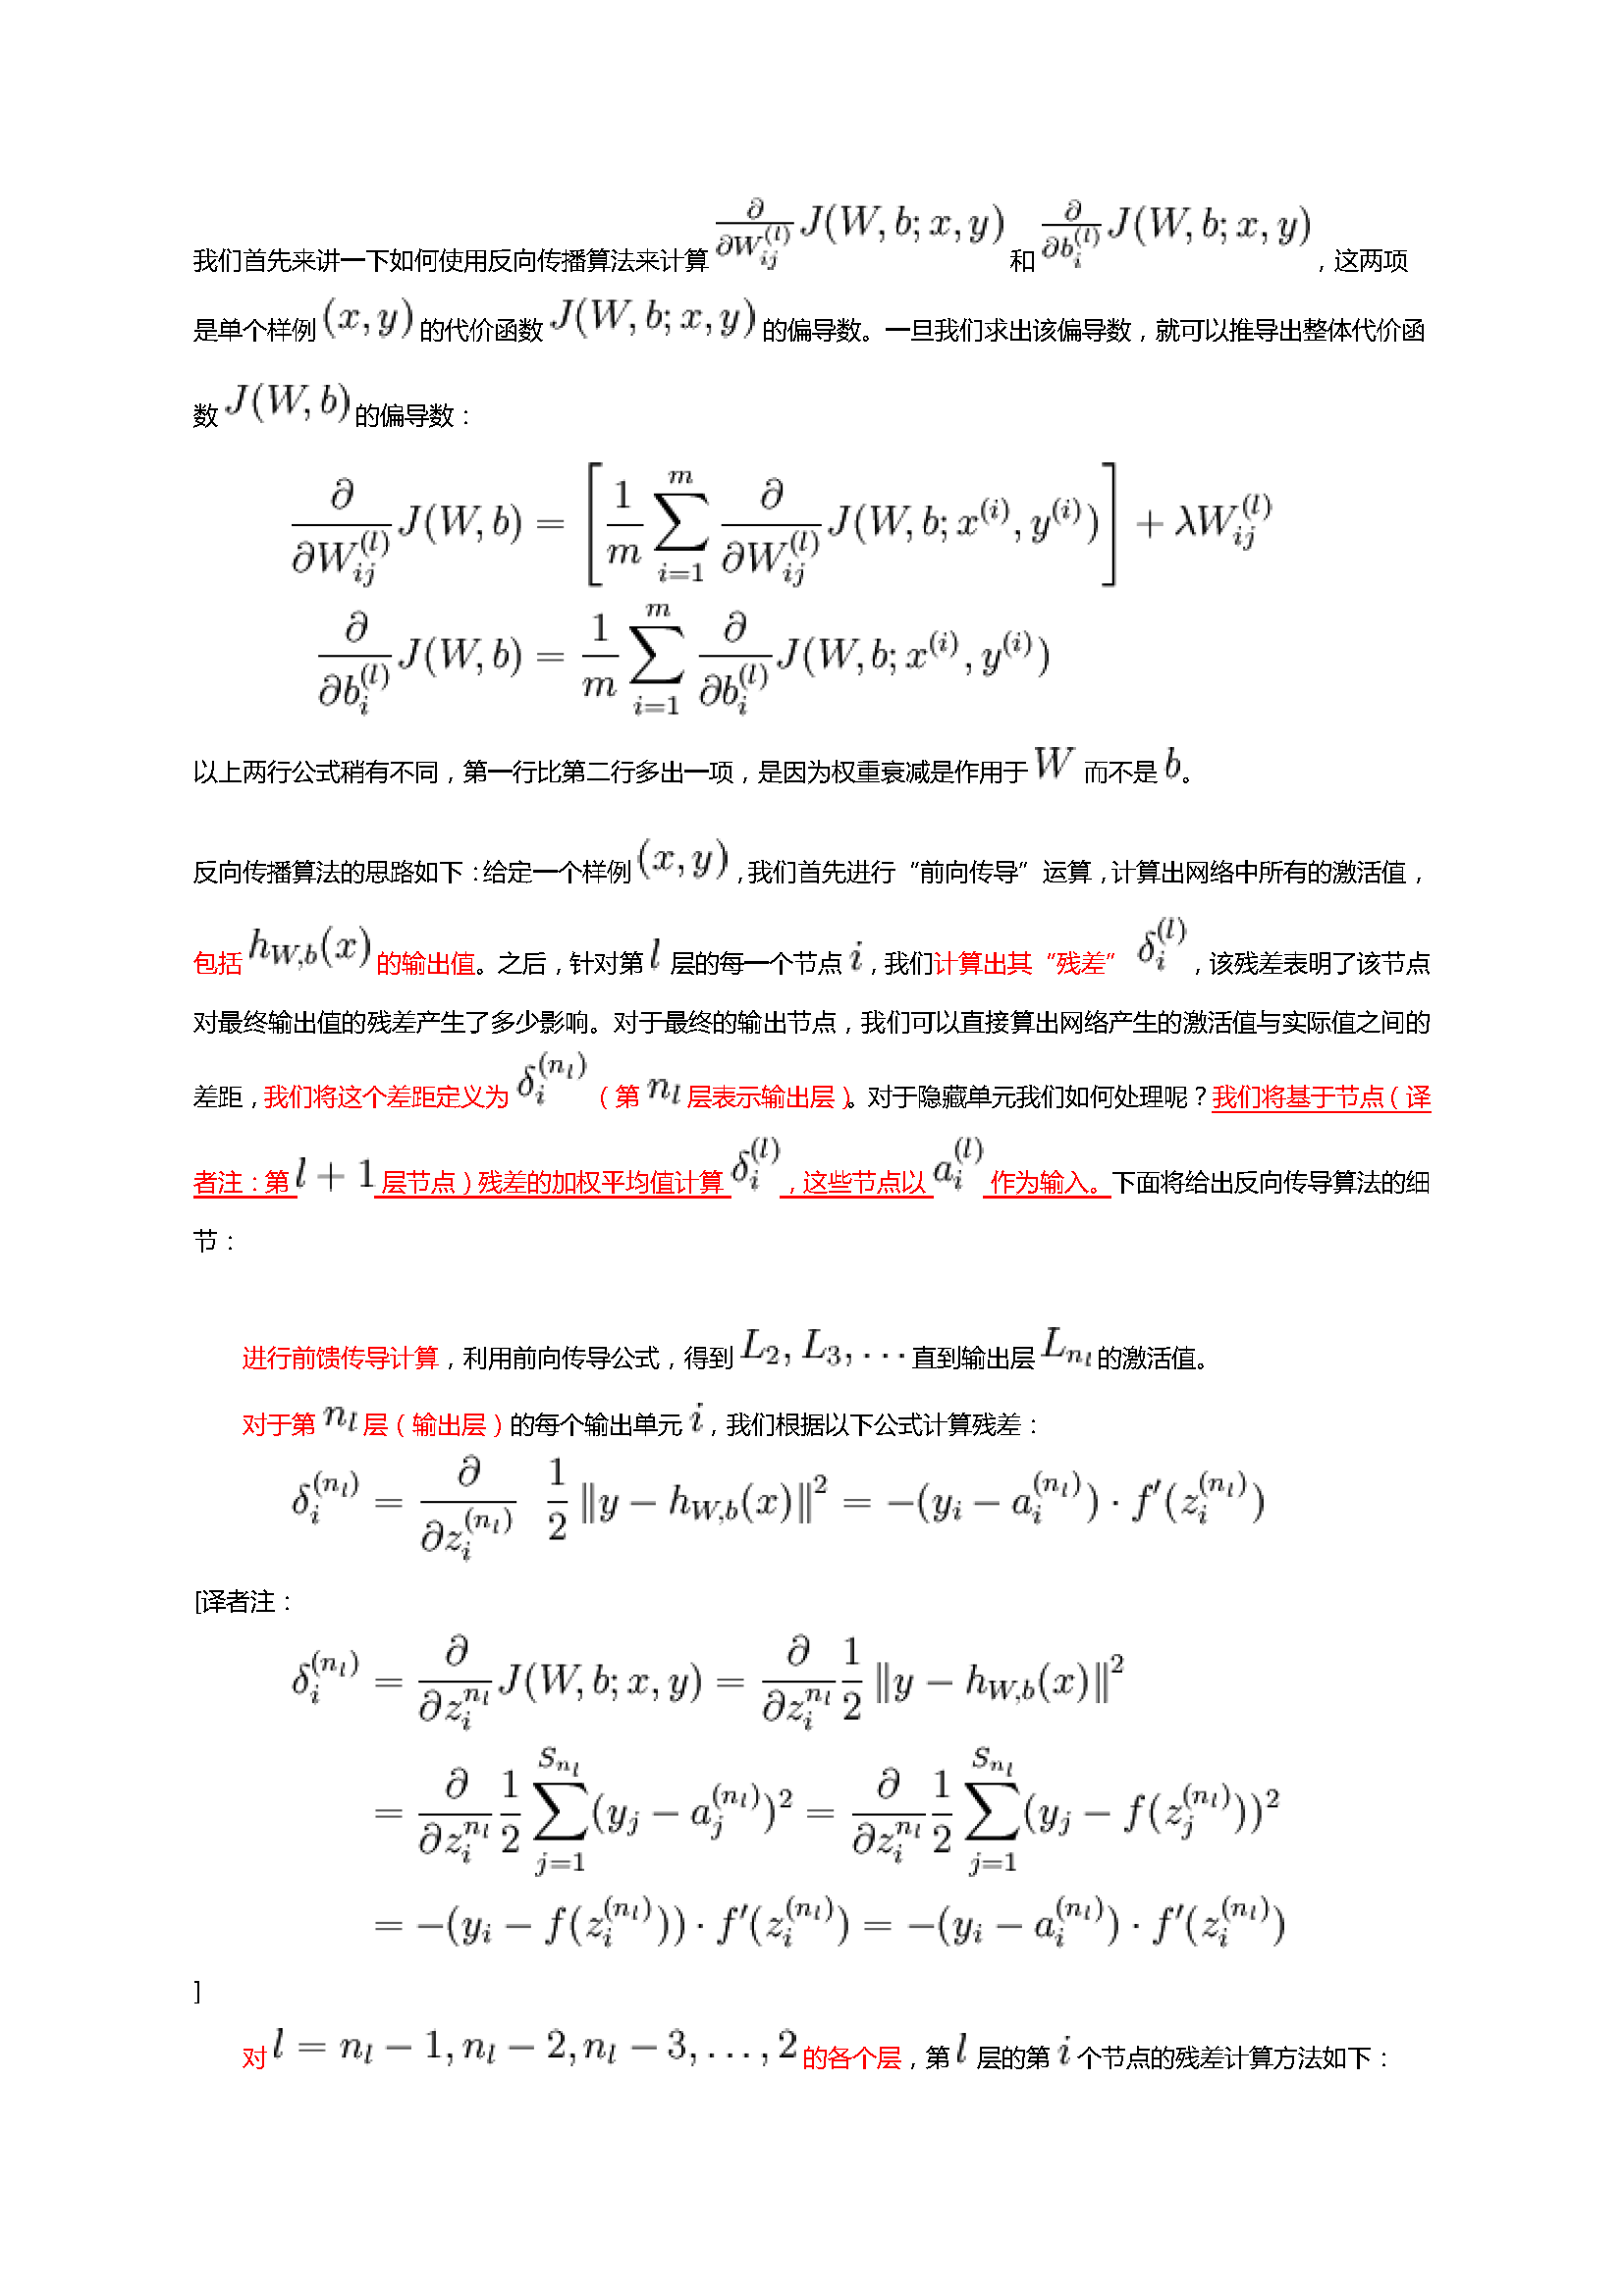 我们首先来讲一下如何使用反向传播算法来计算 $\frac{\partial}{\partial W_{ij}^{(l)}}J(W,b;x,y)$ 和 $\frac{\partial}{\partial b_{i}^{(l)}}J(W,b;x,y)$ ，这两项
是单个样例 $(x,y)$ 的代价函数 $J(W,b;x,y)$ 的偏导数。一旦我们求出该偏导数，就可以推导出整体代价函
数 $J(W,b)$ 的偏导数：
$\frac{\partial}{\partial W_{ij}^{(l)}}J(W,b) = \left[\frac{1}{m}\sum_{i=1}^{m}\frac{\partial}{\partial W_{ij}^{(l)}}J(W,b;x^{(i)},y^{(i)})\right] + \lambda W_{ij}^{(l)}$
$\frac{\partial}{\partial b_{i}^{(l)}}J(W,b) = \frac{1}{m}\sum_{i=1}^{m}\frac{\partial}{\partial b_{i}^{(l)}}J(W,b;x^{(i)},y^{(i)})$
以上两行公式稍有不同，第一行比第二行多出一项，是因为权重衰减是作用于 $W$ 而不是 $b$。
反向传播算法的思路如下：给定一个样例 $(x,y)$，我们首先进行“前向传导”运算，计算出网络中所有的激活值，
包括 $h_{W,b}(x)$ 的输出值。之后，针对第 $l$ 层的每一个节点 $i$，我们计算出其“残差” $\delta_{i}^{(l)}$，该残差表明了该节点
对最终输出值的残差产生了多少影响。对于最终的输出节点，我们可以直接算出网络产生的激活值与实际值之间的
差距，我们将这个差距定义为 $\delta_{i}^{(n_l)}$（第 $n_l$ 层表示输出层）。对于隐藏单元我们如何处理呢？我们将基于节点（译
者注：第 $l+1$ 层节点）残差的加权平均值计算 $\delta_{i}^{(l)}$，这些节点以 $a_{i}^{(l)}$ 作为输入。下面将给出反向传导算法的细
节：
进行前馈传导计算，利用前向传导公式，得到 $L_2, L_3, \ldots$ 直到输出层 $L_{n_l}$ 的激活值。
对于第 $n_l$ 层（输出层）的每个输出单元 $i$，我们根据以下公式计算残差：
$\delta_{i}^{(n_l)} = \frac{\partial}{\partial z_{i}^{(n_l)}} \frac{1}{2}\left\|y - h_{W,b}(x)\right\|^2 = -(y_i - a_{i}^{(n_l)}) \cdot f'(z_{i}^{(n_l)})$
[译者注：
$\delta_{i}^{(n_l)} = \frac{\partial}{\partial z_{i}^{n_l}}J(W,b;x,y) = \frac{\partial}{\partial z_{i}^{n_l}}\frac{1}{2}\left\|y - h_{W,b}(x)\right\|^2$
$= \frac{\partial}{\partial z_{i}^{n_l}}\frac{1}{2}\sum_{j=1}^{S_{n_l}}(y_j - a_{j}^{(n_l)})^2 = \frac{\partial}{\partial z_{i}^{n_l}}\frac{1}{2}\sum_{j=1}^{S_{n_l}}(y_j - f(z_{j}^{(n_l)}))^2$
$= -(y_i - f(z_{i}^{(n_l)})) \cdot f'(z_{i}^{(n_l)}) = -(y_i - a_{i}^{(n_l)}) \cdot f'(z_{i}^{(n_l)})$
]
对 $l = n_l - 1, n_l - 2, n_l - 3, \ldots, 2$ 的各个层，第 $l$ 层的第 $i$ 个节点的残差计算方法如下：